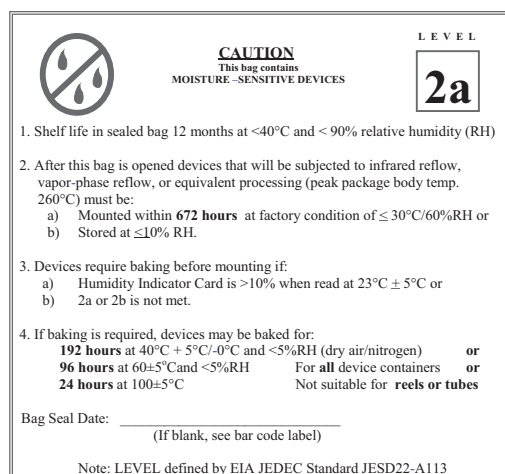 LEVEL
CAUTION
This bag contains
MOISTURE –SENSITIVE DEVICES
2a
1. Shelf life in sealed bag 12 months at <40°C and < 90% relative humidity (RH)
2. After this bag is opened devices that will be subjected to infrared reflow,
vapor-phase reflow, or equivalent processing (peak package body temp.
260°C) must be:
a) Mounted within 672 hours at factory condition of ≤ 30°C/60%RH or
b) Stored at ≤10% RH.
3. Devices require baking before mounting if:
a) Humidity Indicator Card is >10% when read at 23°C ± 5°C or
b) 2a or 2b is not met.
4. If baking is required, devices may be baked for:
192 hours at 40°C + 5°C/-0°C and <5%RH (dry air/nitrogen) or
96 hours at 60±5°Cand <5%RH For all device containers or
24 hours at 100±5°C Not suitable for reels or tubes
Bag Seal Date: ______________________________
(If blank, see bar code label)
Note: LEVEL defined by EIA JEDEC Standard JESD22-A113